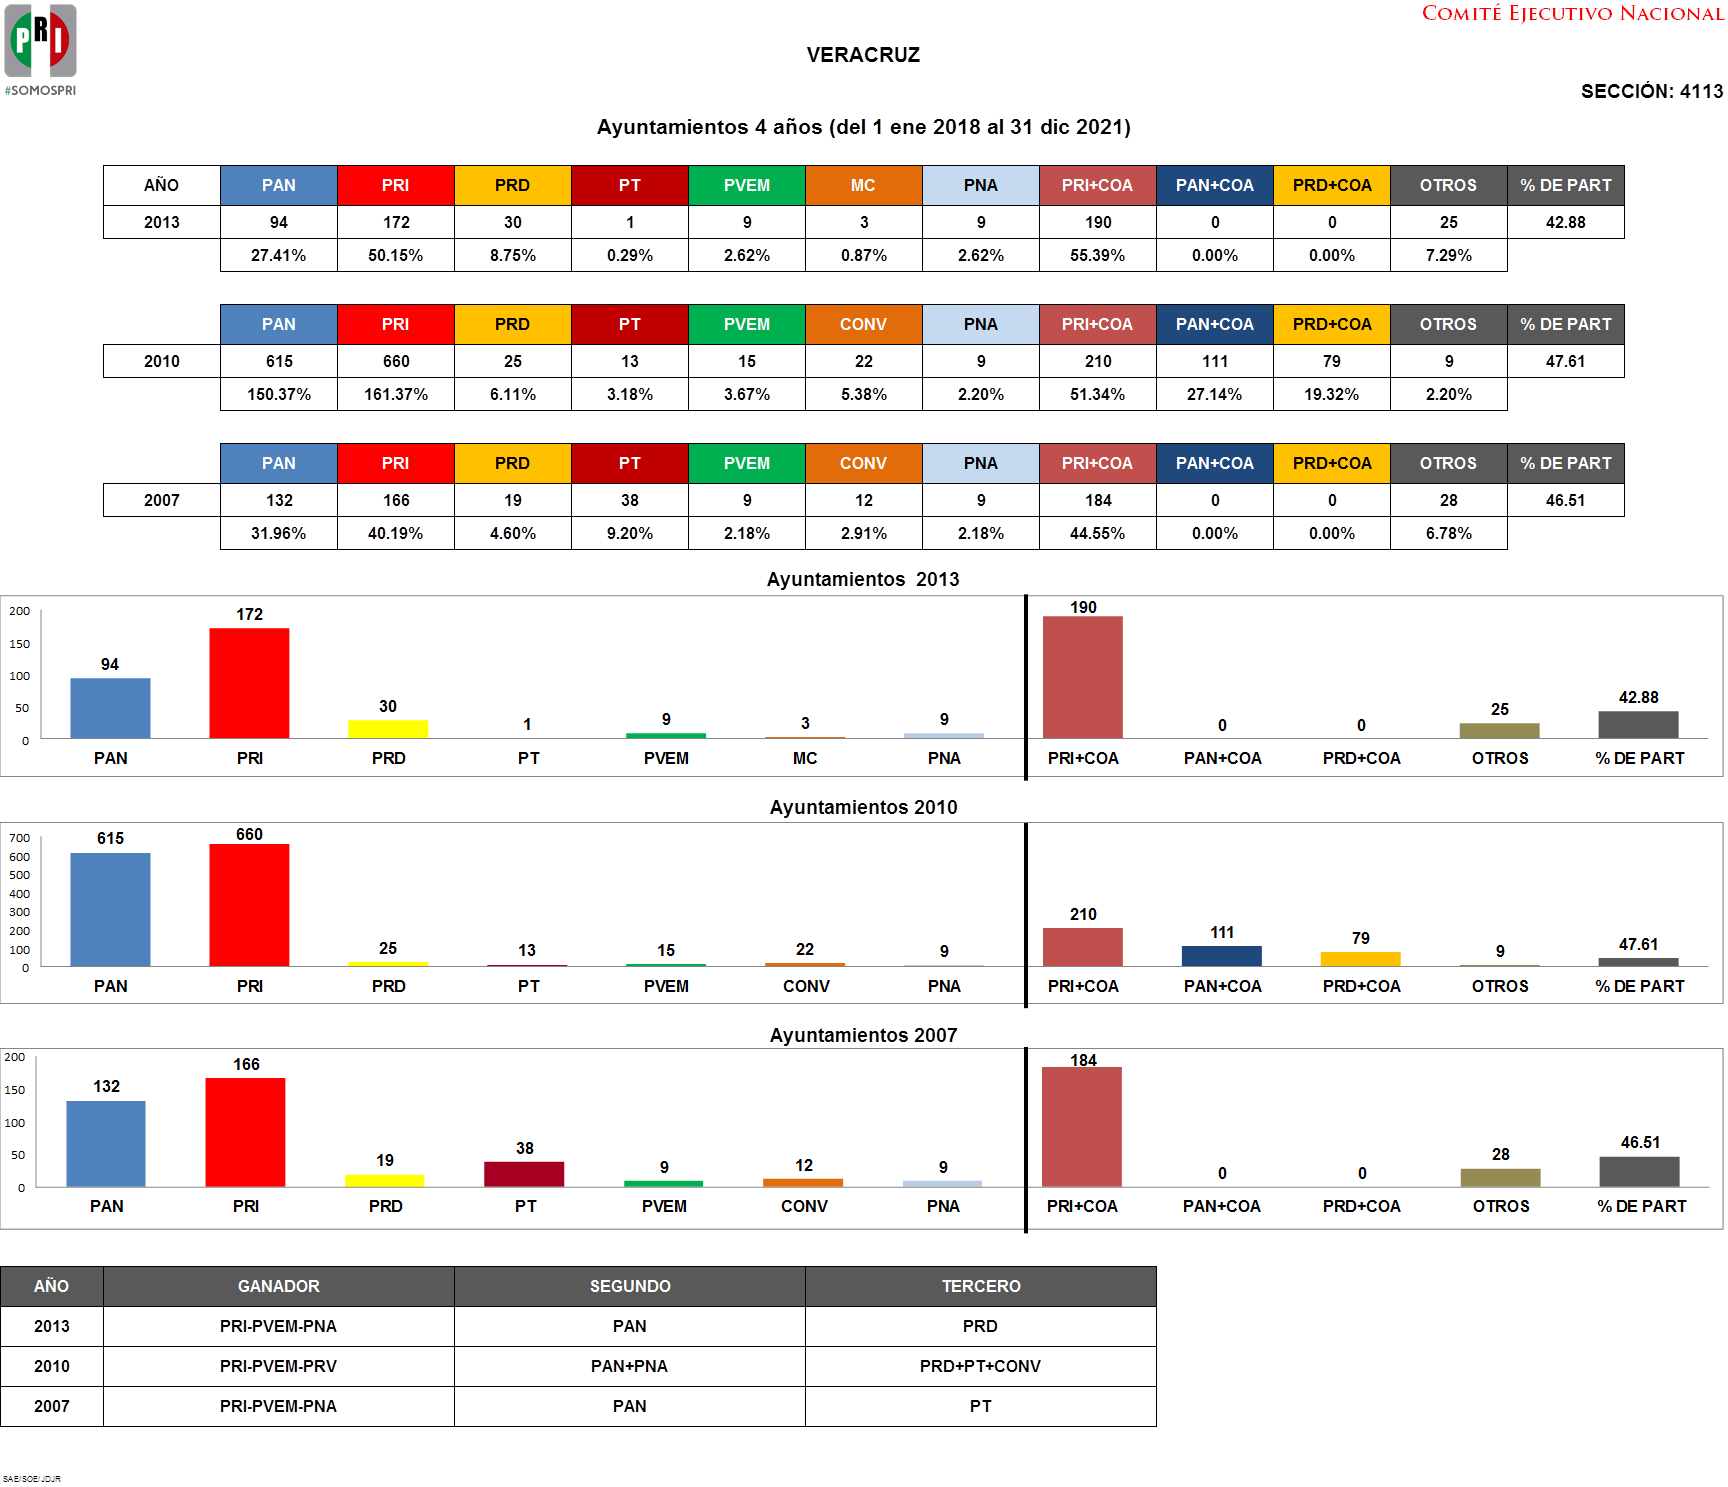 PRI
#SOMOSPRI
COMITÉ EJECUTIVO NACIONAL
VERACRUZ
SECCIÓN: 4113
Ayuntamientos 4 años (del 1 ene 2018 al 31 dic 2021)
AÑO PAN PRI PRD PT PVEM MC PNA PRI+COA PAN+COA PRD+COA OTROS % DE PART
2013 94 172 30 1 9 3 9 190 0 0 25 42.88
27.41% 50.15% 8.75% 0.29% 2.62% 0.87% 2.62% 55.39% 0.00% 0.00% 7.29%
PAN PRI PRD PT PVEM CONV PNA PRI+COA PAN+COA PRD+COA OTROS % DE PART
2010 615 660 25 13 15 22 9 210 111 79 9 47.61
150.37% 161.37% 6.11% 3.18% 3.67% 5.38% 2.20% 51.34% 27.14% 19.32% 2.20%
PAN PRI PRD PT PVEM CONV PNA PRI+COA PAN+COA PRD+COA OTROS % DE PART
2007 132 166 19 38 9 12 9 184 0 0 28 46.51
31.96% 40.19% 4.60% 9.20% 2.18% 2.91% 2.18% 44.55% 0.00% 0.00% 6.78%
Ayuntamientos 2013
200
150
100
50
0
94 172 30 1 9 3 9 190 0 0 25 42.88
PAN PRI PRD PT PVEM MC PNA PRI+COA PAN+COA PRD+COA OTROS % DE PART
Ayuntamientos 2010
700
600
500
400
300
200
100
0
615 660 25 13 15 22 9 210 111 79 9 47.61
PAN PRI PRD PT PVEM CONV PNA PRI+COA PAN+COA PRD+COA OTROS % DE PART
Ayuntamientos 2007
200
150
100
50
0
132 166 19 38 9 12 9 184 0 0 28 46.51
PAN PRI PRD PT PVEM CONV PNA PRI+COA PAN+COA PRD+COA OTROS % DE PART
AÑO GANADOR SEGUNDO TERCERO
2013 PRI-PVEM-PNA PAN PRD
2010 PRI-PVEM-PRV PAN+PNA PRD+PT+CONV
2007 PRI-PVEM-PNA PAN PT
SAE/SOE/JDJR